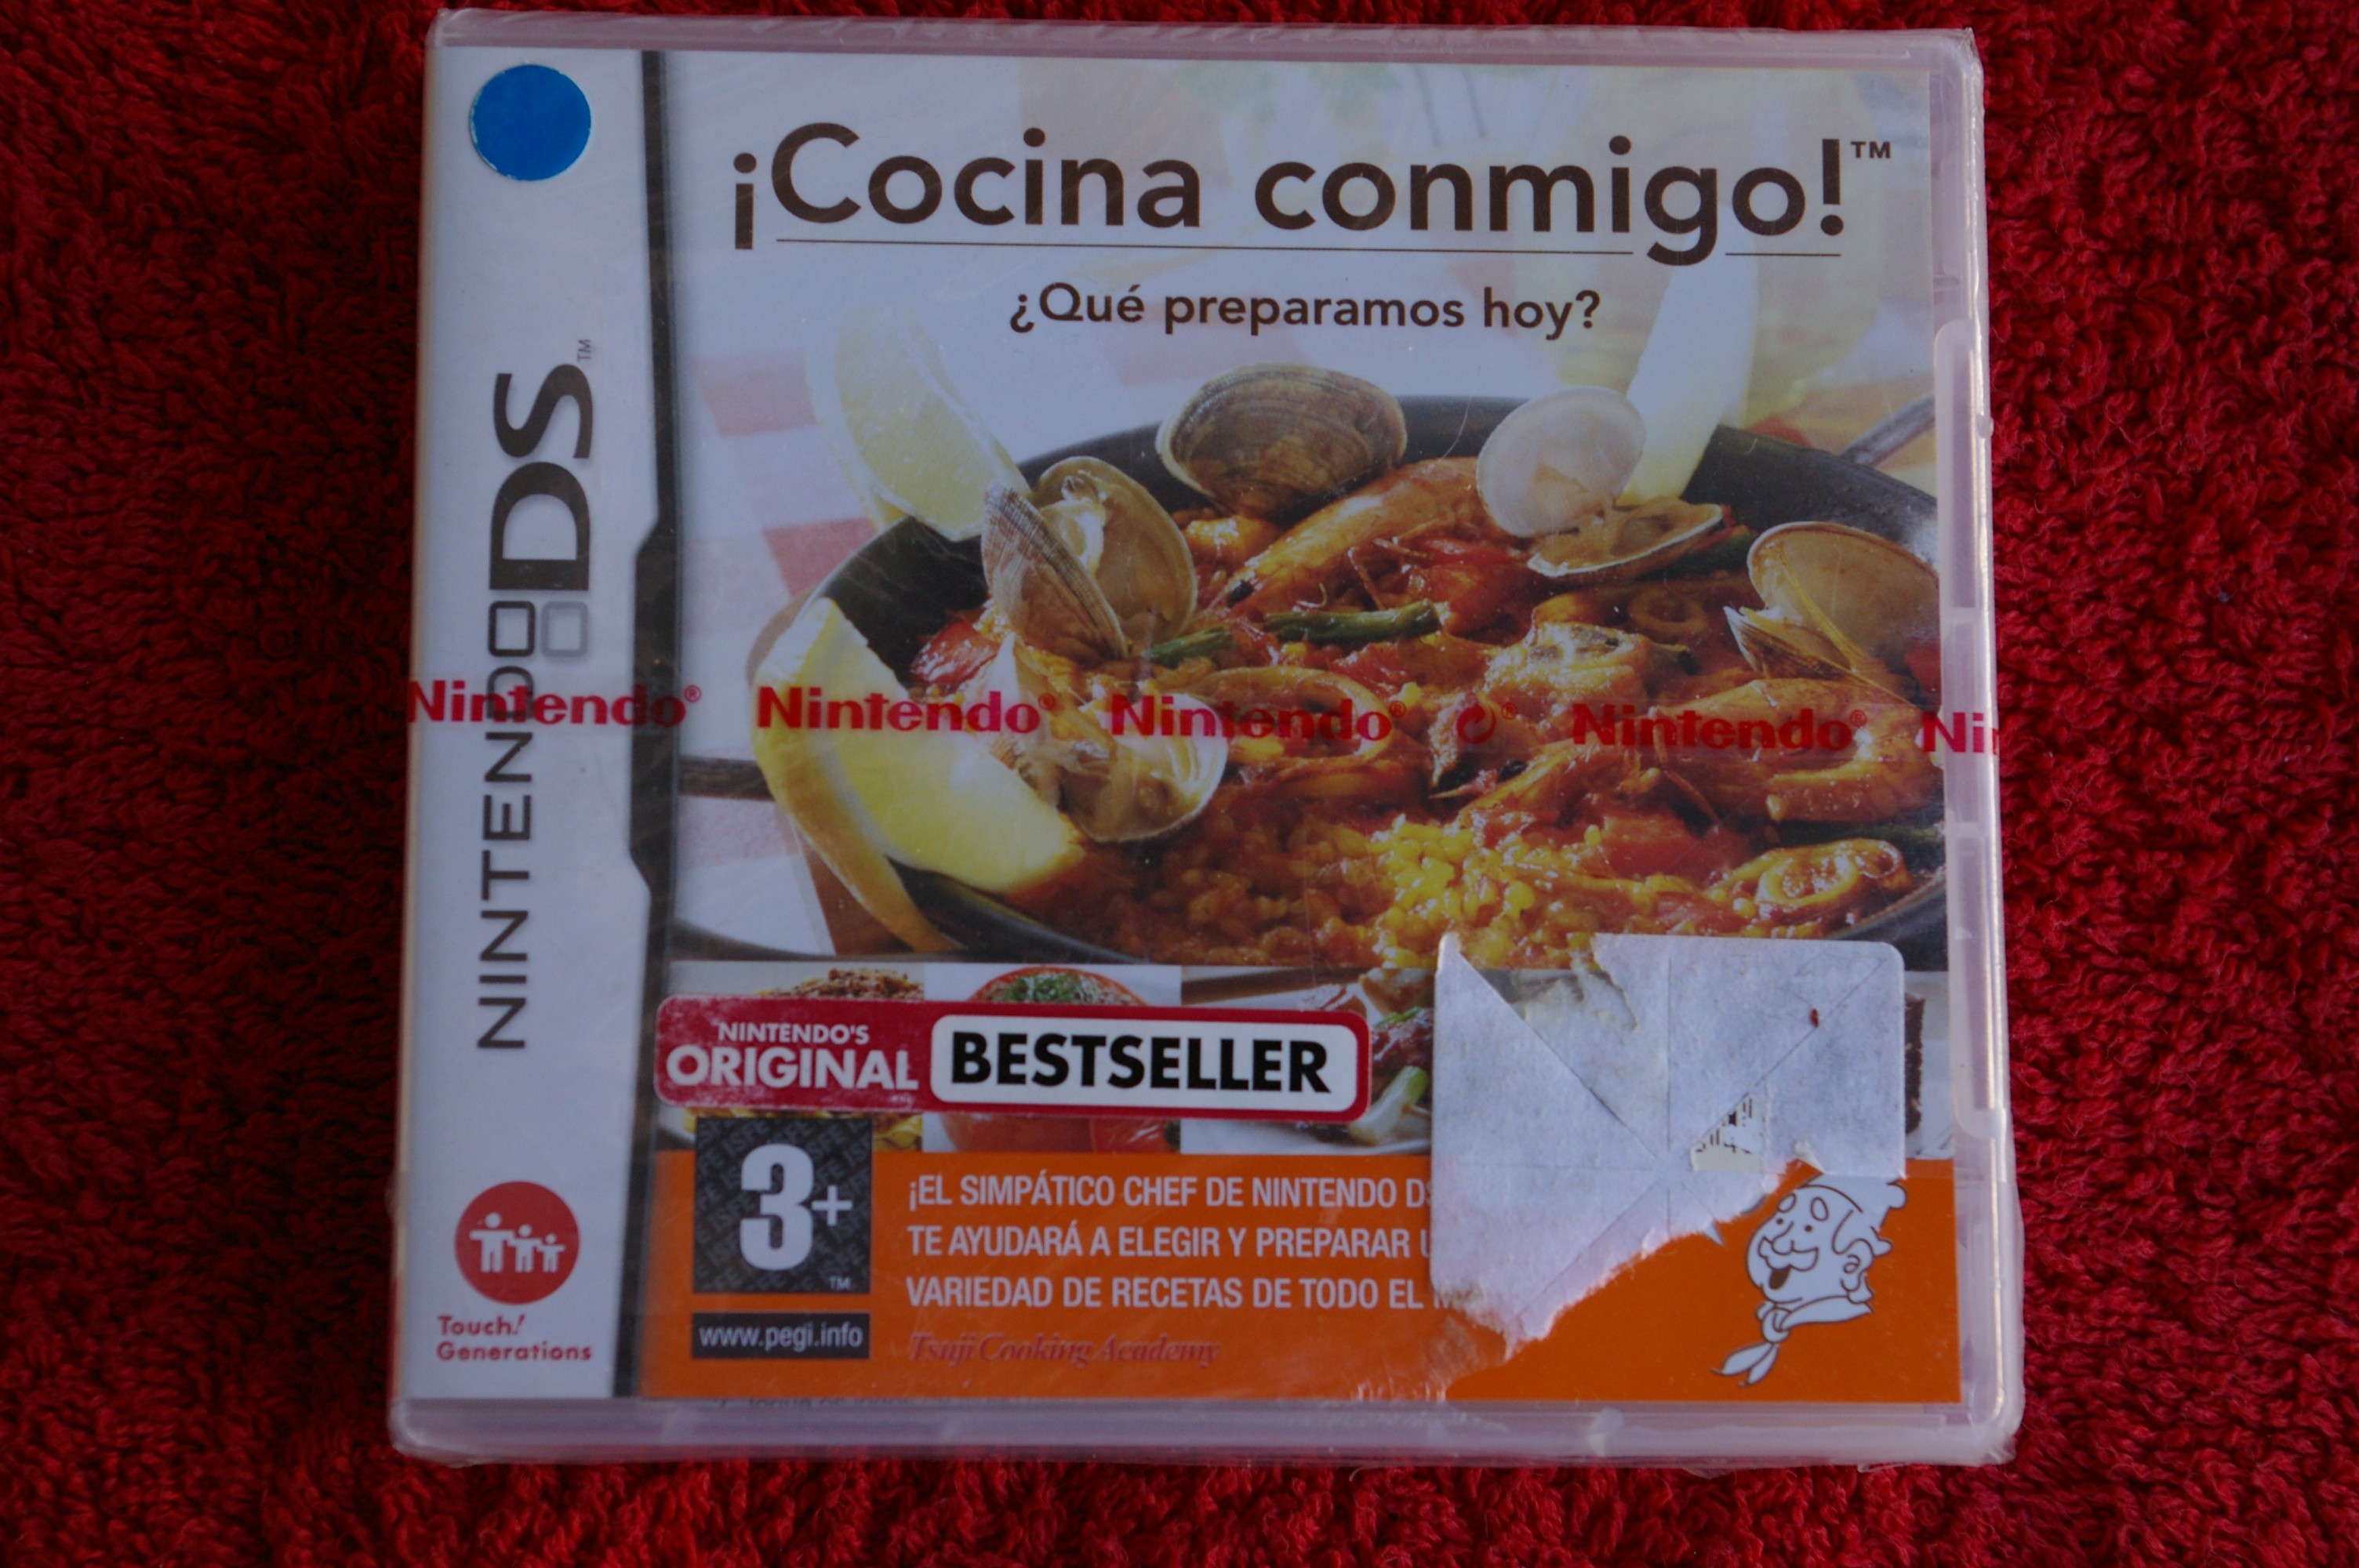 ¡Cocina conmigo!™
¿Qué preparamos hoy?
NINTENDO DS™
Nintendo® Nintendo® Nintendo® ® Nintendo® Ni
NINTENDO'S
ORIGINAL
BESTSELLER
3+™
www.pegi.info
¡EL SIMPÁTICO CHEF DE NINTENDO DS
TE AYUDARÁ A ELEGIR Y PREPARAR
VARIEDAD DE RECETAS DE TODO EL
Tsuji Cooking Academy
Touch!
Generations